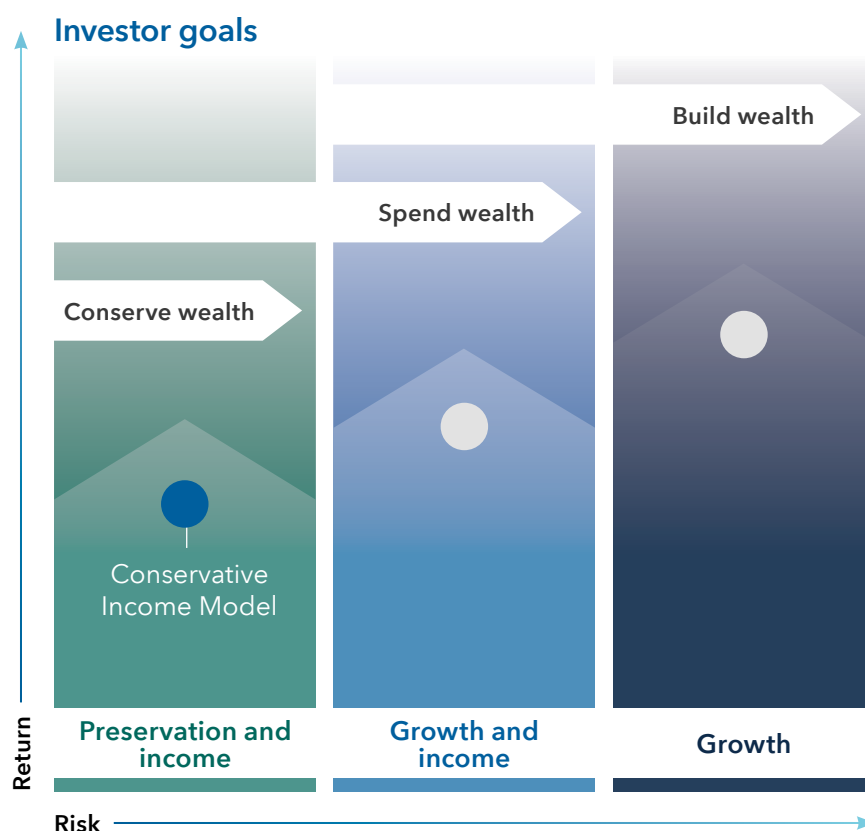 Investor goals
Build wealth
Spend wealth
Conserve wealth
Conservative
Income Model
Preservation and
income
Growth and
income
Growth
Return
Risk